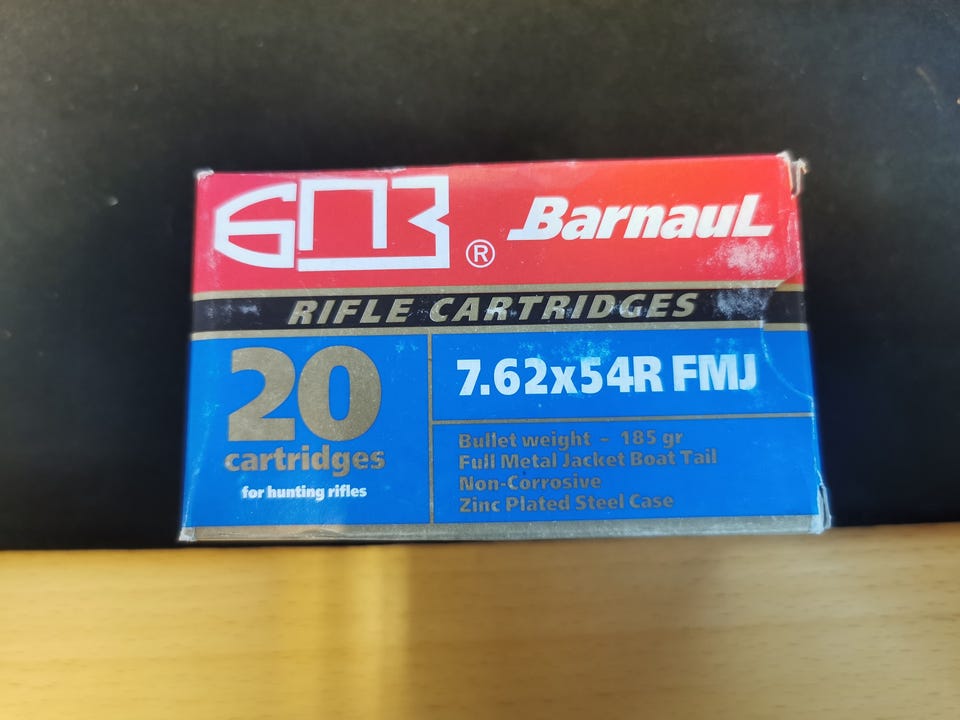 БПЗ ® BarnauL
RIFLE CARTRIDGES
20
cartridges
for hunting rifles
7.62x54R FMJ
Bullet weight – 185 gr
Full Metal Jacket Boat Tail
Non-Corrosive
Zinc Plated Steel Case